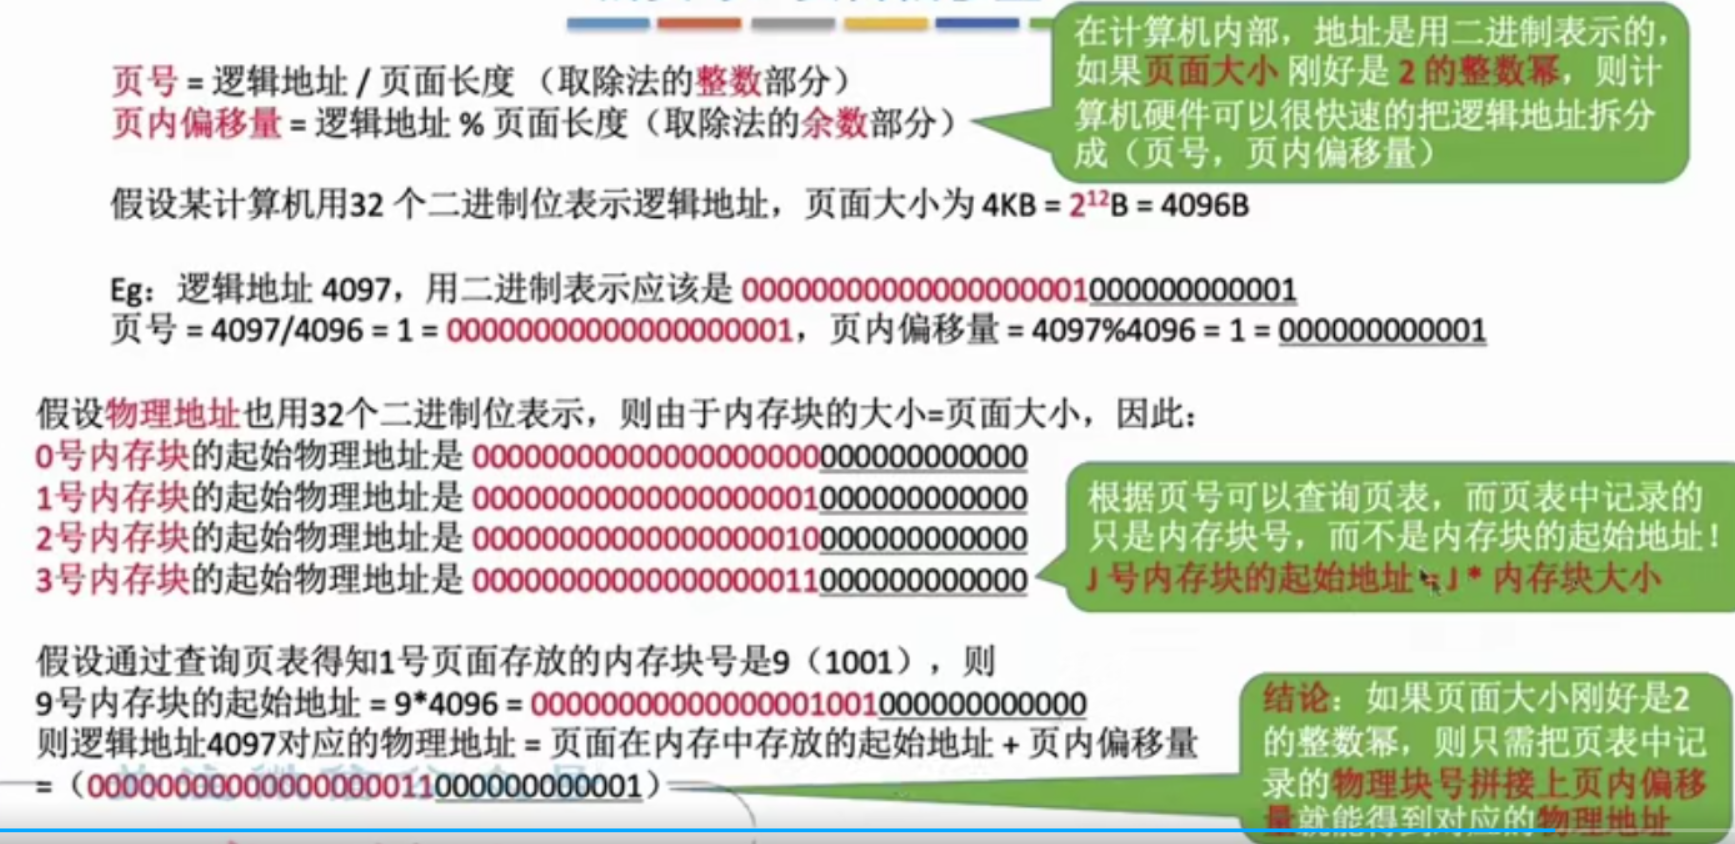 页号 = 逻辑地址 / 页面长度 （取除法的整数部分）
页内偏移量 = 逻辑地址 % 页面长度（取除法的余数部分）
在计算机内部，地址是用二进制表示的，
如果页面大小 刚好是 2 的整数幂，则计
算机硬件可以很快速的把逻辑地址拆分
成（页号，页内偏移量）
假设某计算机用32 个二进制位表示逻辑地址，页面大小为 4KB = 2¹²B = 4096B
Eg：逻辑地址 4097，用二进制表示应该是 00000000000000000001000000000001
页号 = 4097/4096 = 1 = 00000000000000000001，页内偏移量 = 4097%4096 = 1 = 000000000001
假设物理地址也用32个二进制位表示，则由于内存块的大小=页面大小，因此：
0号内存块的起始物理地址是 00000000000000000000000000000000
1号内存块的起始物理地址是 00000000000000000001000000000000
2号内存块的起始物理地址是 00000000000000000010000000000000
3号内存块的起始物理地址是 00000000000000000011000000000000
根据页号可以查询页表，而页表中记录的
只是内存块号，而不是内存块的起始地址！
J 号内存块的起始地址 = J * 内存块大小
假设通过查询页表得知1号页面存放的内存块号是9（1001），则
9号内存块的起始地址 = 9*4096 = 00000000000000001001000000000000
则逻辑地址4097对应的物理地址 = 页面在内存中存放的起始地址 + 页内偏移量
=（00000000000000000011000000000001）
结论：如果页面大小刚好是2
的整数幂，则只需把页表中记
录的物理块号拼接上页内偏移
量就能得到对应的物理地址